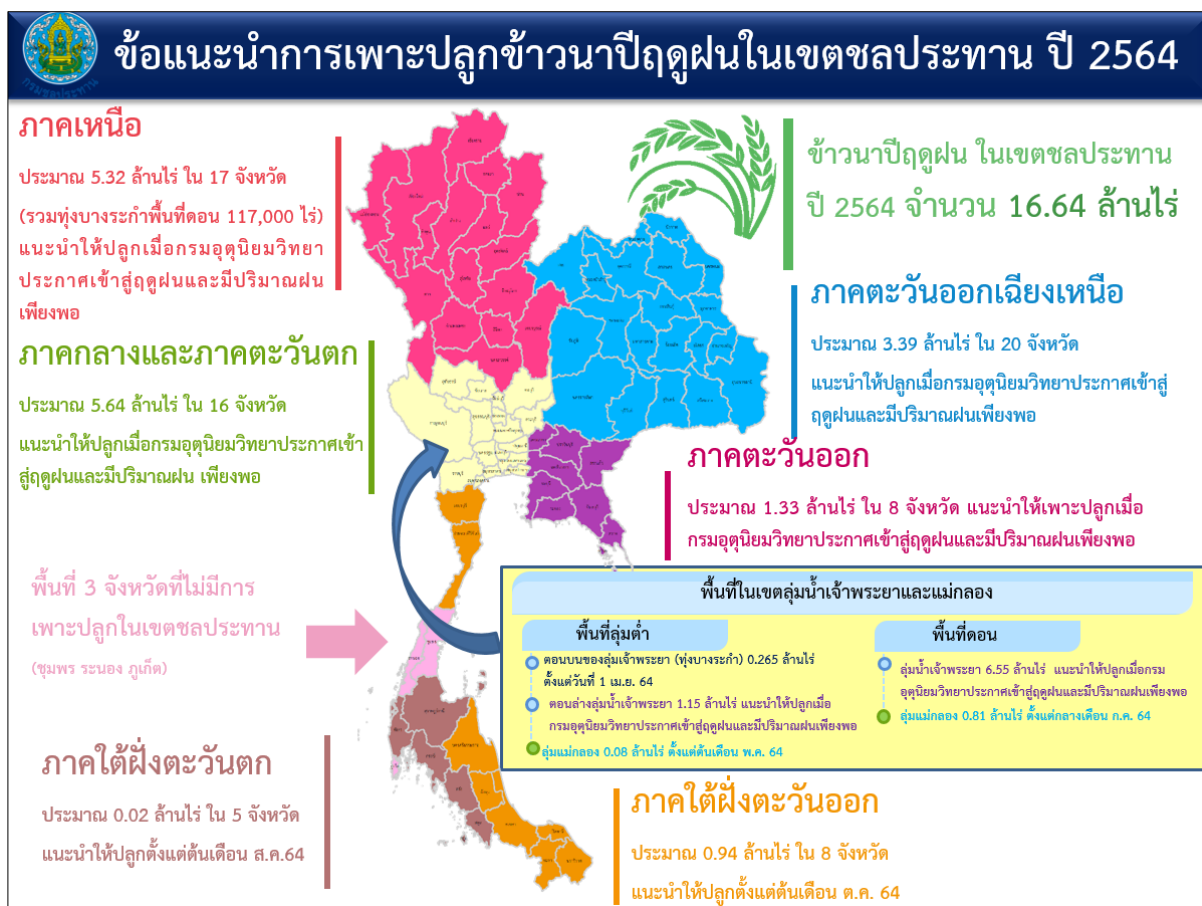 ข้อแนะนำการเพาะปลูกข้าวนาปีฤดูฝนในเขตชลประทาน ปี 2564
กรมชลประทาน
ภาคเหนือ
ประมาณ 5.32 ล้านไร่ ใน 17 จังหวัด
(รวมทุ่งบางระกำพื้นที่ดอน 117,000 ไร่)
แนะนำให้ปลูกเมื่อกรมอุตุนิยมวิทยา
ประกาศเข้าสู่ฤดูฝนและมีปริมาณฝน
เพียงพอ
ข้าวนาปีฤดูฝน ในเขตชลประทาน
ปี 2564 จำนวน 16.64 ล้านไร่
ภาคตะวันออกเฉียงเหนือ
ประมาณ 3.39 ล้านไร่ ใน 20 จังหวัด
แนะนำให้ปลูกเมื่อกรมอุตุนิยมวิทยาประกาศเข้าสู่
ฤดูฝนและมีปริมาณฝนเพียงพอ
ภาคกลางและภาคตะวันตก
ประมาณ 5.64 ล้านไร่ ใน 16 จังหวัด
แนะนำให้ปลูกเมื่อกรมอุตุนิยมวิทยาประกาศเข้า
สู่ฤดูฝนและมีปริมาณฝน เพียงพอ
ภาคตะวันออก
ประมาณ 1.33 ล้านไร่ ใน 8 จังหวัด แนะนำให้เพาะปลูกเมื่อ
กรมอุตุนิยมวิทยาประกาศเข้าสู่ฤดูฝนและมีปริมาณฝนเพียงพอ
พื้นที่ 3 จังหวัดที่ไม่มีการ
เพาะปลูกในเขตชลประทาน
(ชุมพร ระนอง ภูเก็ต)
พื้นที่ในเขตลุ่มน้ำเจ้าพระยาและแม่กลอง
พื้นที่ลุ่มต่ำ
ตอนบนของลุ่มเจ้าพระยา (ทุ่งบางระกำ) 0.265 ล้านไร่
ตั้งแต่วันที่ 1 เม.ย. 64
ตอนล่างลุ่มน้ำเจ้าพระยา 1.15 ล้านไร่ แนะนำให้ปลูกเมื่อ
กรมอุตุนิยมวิทยาประกาศเข้าสู่ฤดูฝนและมีปริมาณฝนเพียงพอ
ลุ่มแม่กลอง 0.08 ล้านไร่ ตั้งแต่ต้นเดือน พ.ค. 64
พื้นที่ดอน
ลุ่มน้ำเจ้าพระยา 6.55 ล้านไร่ แนะนำให้ปลูกเมื่อกรม
อุตุนิยมวิทยาประกาศเข้าสู่ฤดูฝนและมีปริมาณฝนเพียงพอ
ลุ่มแม่กลอง 0.81 ล้านไร่ ตั้งแต่กลางเดือน ก.ค. 64
ภาคใต้ฝั่งตะวันตก
ประมาณ 0.02 ล้านไร่ ใน 5 จังหวัด
แนะนำให้ปลูกตั้งแต่ต้นเดือน ส.ค.64
ภาคใต้ฝั่งตะวันออก
ประมาณ 0.94 ล้านไร่ ใน 8 จังหวัด
แนะนำให้ปลูกตั้งแต่ต้นเดือน ต.ค. 64